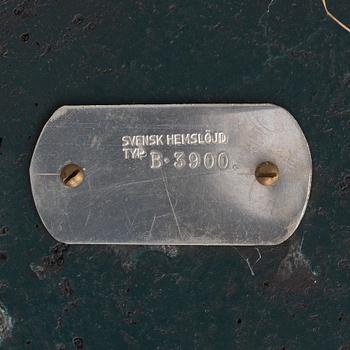 SVENSK HEMSLÖJD
TYP B·3900.